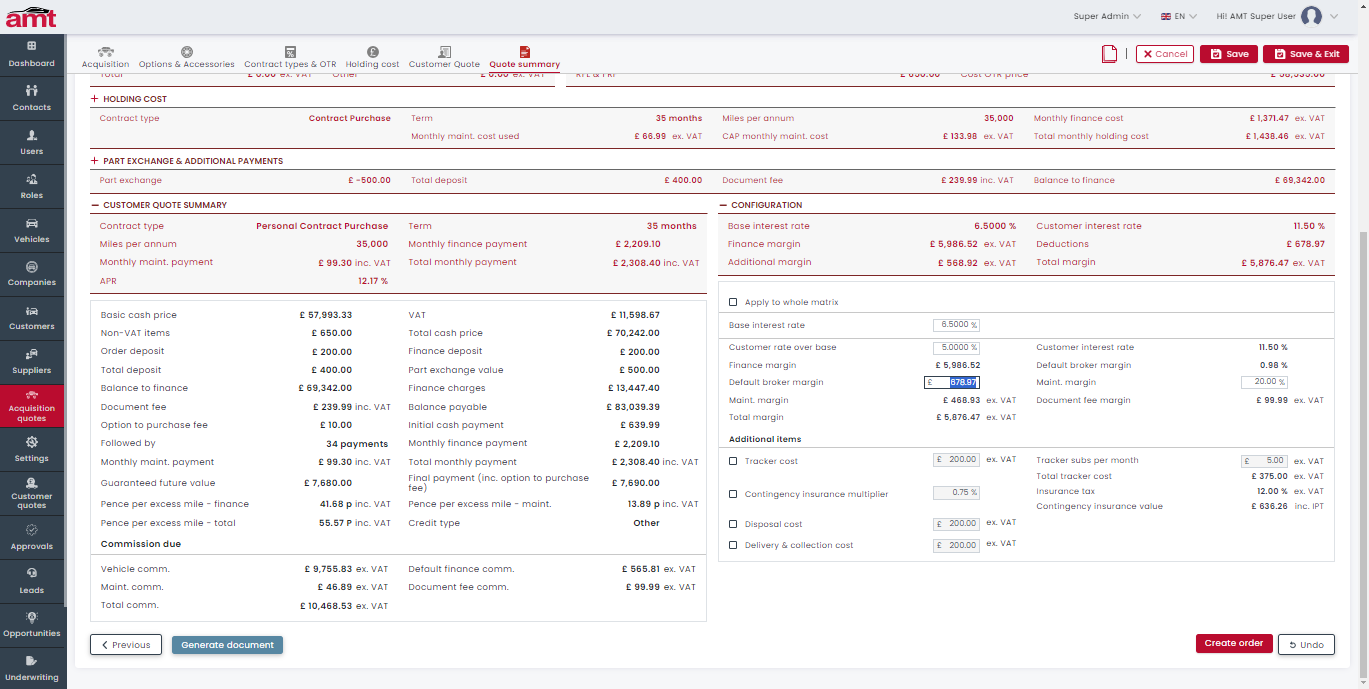 amt
Super Admin
EN
Hi! AMT Super User
Dashboard
Contacts
Users
Roles
Vehicles
Companies
Customers
Suppliers
Acquisition
quotes
Settings
Customer
quotes
Approvals
Leads
Opportunities
Underwriting
Acquisition
Options & Accessories
Contract types & OTR
Holding cost
Customer Quote
Quote summary
Cancel
Save
Save & Exit
Total £ 0.00 ex. VAT Other £ 0.00 ex. VAT RFL & FRF £ 650.00 ex. VAT Cost OTR price
HOLDING COST
Contract type Contract Purchase Term 35 months Miles per annum 35,000 Monthly finance cost £ 1,371.47 ex. VAT
Monthly maint. cost used £ 66.99 ex. VAT CAP monthly maint. cost £ 133.98 ex. VAT Total monthly holding cost £ 1,438.46 ex. VAT
PART EXCHANGE & ADDITIONAL PAYMENTS
Part exchange £ -500.00 Total deposit £ 400.00 Document fee £ 239.99 inc. VAT Balance to finance £ 69,342.00
CUSTOMER QUOTE SUMMARY
Contract type Personal Contract Purchase Term 35 months
Miles per annum 35,000 Monthly finance payment £ 2,209.10
Monthly maint. payment £ 99.30 inc. VAT Total monthly payment £ 2,308.40 inc. VAT
APR 12.17 %
Basic cash price £ 57,993.33 VAT £ 11,598.67
Non-VAT items £ 650.00 Total cash price £ 70,242.00
Order deposit £ 200.00 Finance deposit £ 200.00
Total deposit £ 400.00 Part exchange value £ 500.00
Balance to finance £ 69,342.00 Finance charges £ 13,447.40
Document fee £ 239.99 inc. VAT Balance payable £ 83,039.39
Option to purchase fee £ 10.00 Initial cash payment £ 639.99
Followed by 34 payments Monthly finance payment £ 2,209.10
Monthly maint. payment £ 99.30 inc. VAT Total monthly payment £ 2,308.40 inc. VAT
Guaranteed future value £ 7,680.00 Final payment (inc. option to purchase
fee) £ 7,690.00
Pence per excess mile - finance 41.68 p inc. VAT Pence per excess mile - maint. 13.89 p inc. VAT
Pence per excess mile - total 55.57 P inc. VAT Credit type Other
Commission due
Vehicle comm. £ 9,755.83 ex. VAT Default finance comm. £ 565.81 ex. VAT
Maint. comm. £ 46.89 ex. VAT Document fee comm. £ 99.99 ex. VAT
Total comm. £ 10,468.53 ex. VAT
CONFIGURATION
Base interest rate 6.5000 % Customer interest rate 11.50 %
Finance margin £ 5,986.52 ex. VAT Deductions £ 678.97
Additional margin £ 568.92 ex. VAT Total margin £ 5,876.47 ex. VAT
Apply to whole matrix
Base interest rate 6.5000 %
Customer rate over base 5.0000 % Customer interest rate 11.50 %
Finance margin £ 5,986.52 Default broker margin 0.98 %
Default broker margin £ 678.97 Maint. margin 20.00 %
Maint. margin £ 468.93 ex. VAT Document fee margin £ 99.99 ex. VAT
Total margin £ 5,876.47 ex. VAT
Additional items
Tracker cost £ 200.00 ex. VAT Tracker subs per month £ 5.00 ex. VAT
Total tracker cost £ 375.00 ex. VAT
Contingency insurance multiplier 0.75 % Insurance tax 12.00 % ex. VAT
Contingency insurance value £ 636.26 inc. IPT
Disposal cost £ 200.00 ex. VAT
Delivery & collection cost £ 200.00 ex. VAT
Previous
Generate document
Create order
Undo